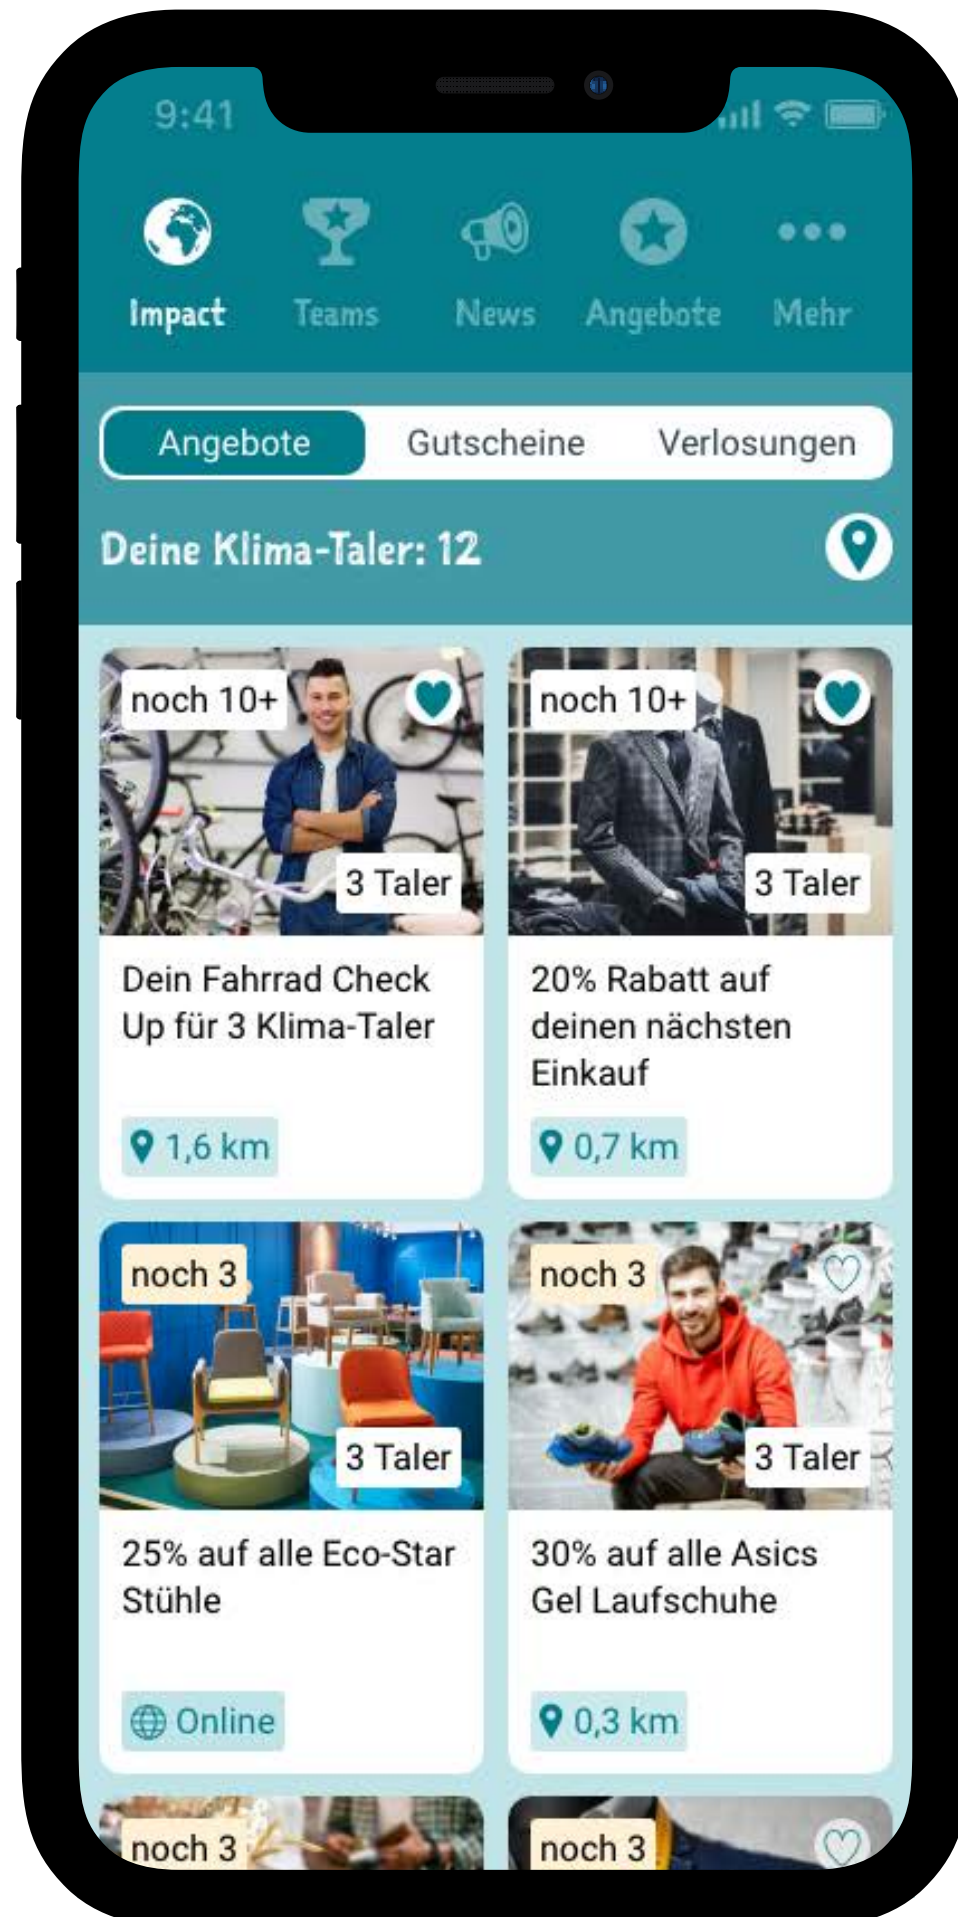 9:41
Impact Teams News Angebote Mehr
Angebote Gutscheine Verlosungen
Deine Klima-Taler: 12
noch 10+
3 Taler
Dein Fahrrad Check
Up für 3 Klima-Taler
1,6 km
noch 10+
3 Taler
20% Rabatt auf
deinen nächsten
Einkauf
0,7 km
noch 3
3 Taler
25% auf alle Eco-Star
Stühle
Online
noch 3
3 Taler
30% auf alle Asics
Gel Laufschuhe
0,3 km
noch 3
noch 3